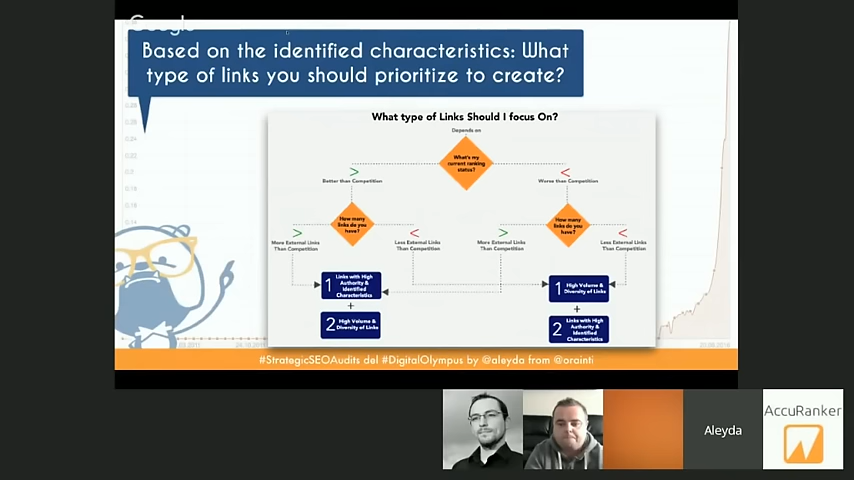 Google
Based on the identified characteristics: What
type of links you should prioritize to create?
What type of Links Should I focus On?
Depends on
What's my
current ranking
status?
>
Better than Competition
<
Worse than Competition
How many
links do you
have?
How many
links do you
have?
>
More External Links
Than Competition
<
Less External Links
Than Competition
>
More External Links
Than Competition
<
Less External Links
Than Competition
1 Links with High
Authority &
Identified
Characteristics
+
2 High Volume &
Diversity of Links
1 High Volume &
Diversity of Links
+
2 Links with High
Authority &
Identified
Characteristics
#StrategicSEOAudits del #DigitalOlympus by @aleyda from @orainti
Aleyda
AccuRanker